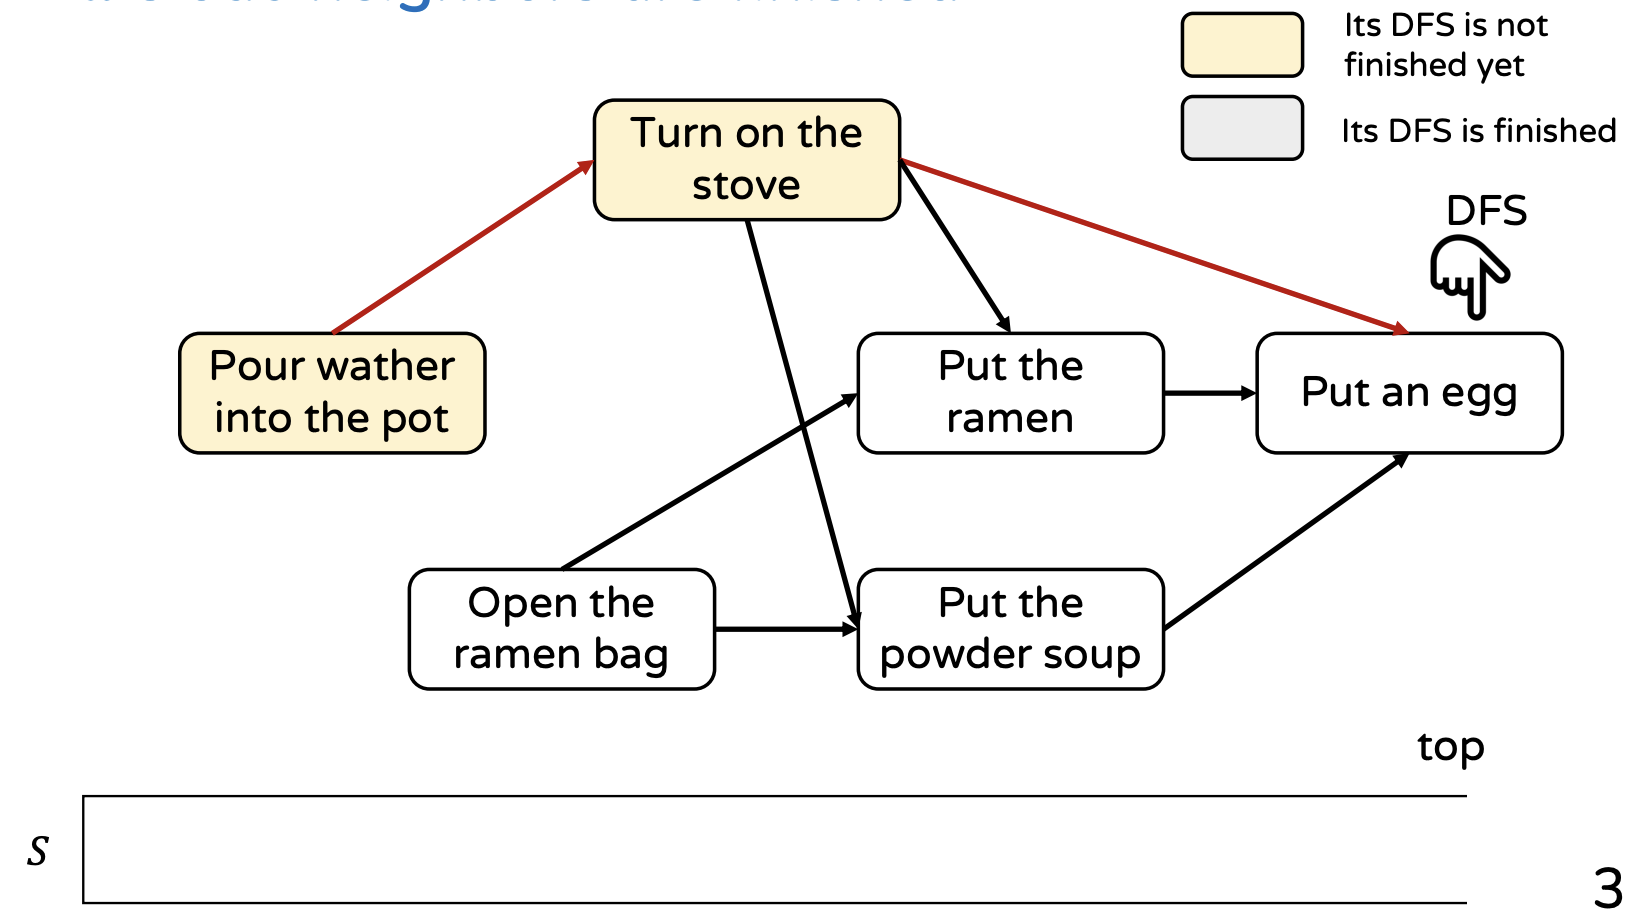 Its DFS is not
finished yet
Its DFS is finished
Turn on the
stove
DFS
Pour wather
into the pot
Put the
ramen
Put an egg
Open the
ramen bag
Put the
powder soup
top
S
3